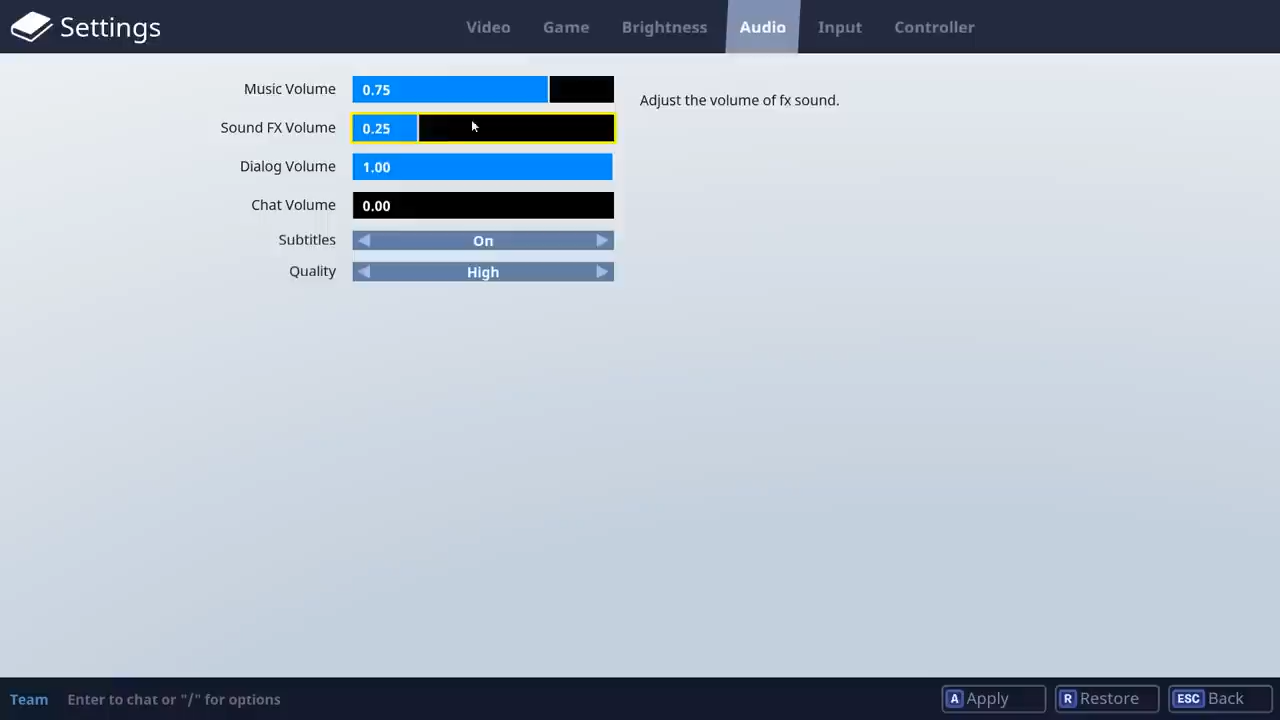 Settings
Video Game Brightness Audio Input Controller
Music Volume 0.75
Adjust the volume of fx sound.
Sound FX Volume 0.25
Dialog Volume 1.00
Chat Volume 0.00
Subtitles On
Quality High
Team Enter to chat or "/" for options
A Apply R Restore ESC Back